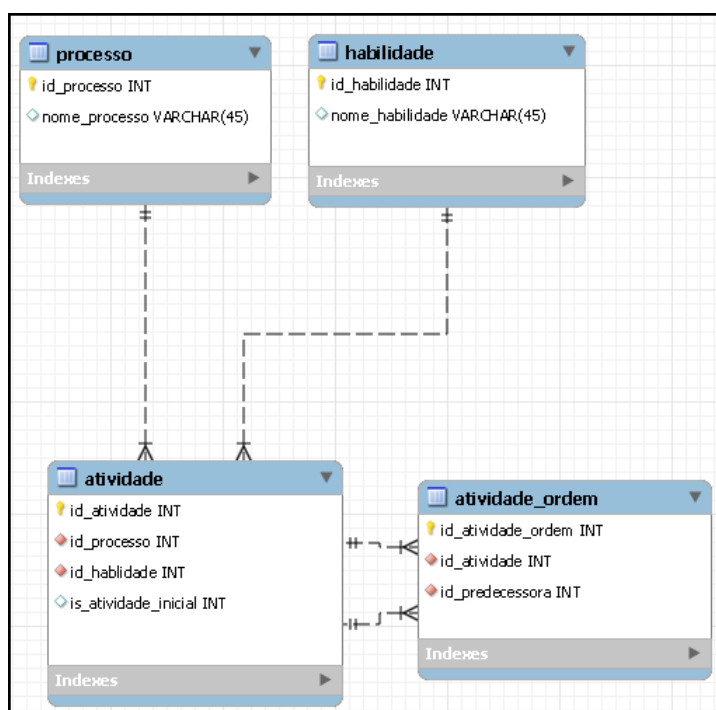 processo
id_processo INT
nome_processo VARCHAR(45)
Indexes
habilidade
id_habilidade INT
nome_habilidade VARCHAR(45)
Indexes
atividade
id_atividade INT
id_processo INT
id_hablidade INT
is_atividade_inicial INT
Indexes
atividade_ordem
id_atividade_ordem INT
id_atividade INT
id_predecessora INT
Indexes